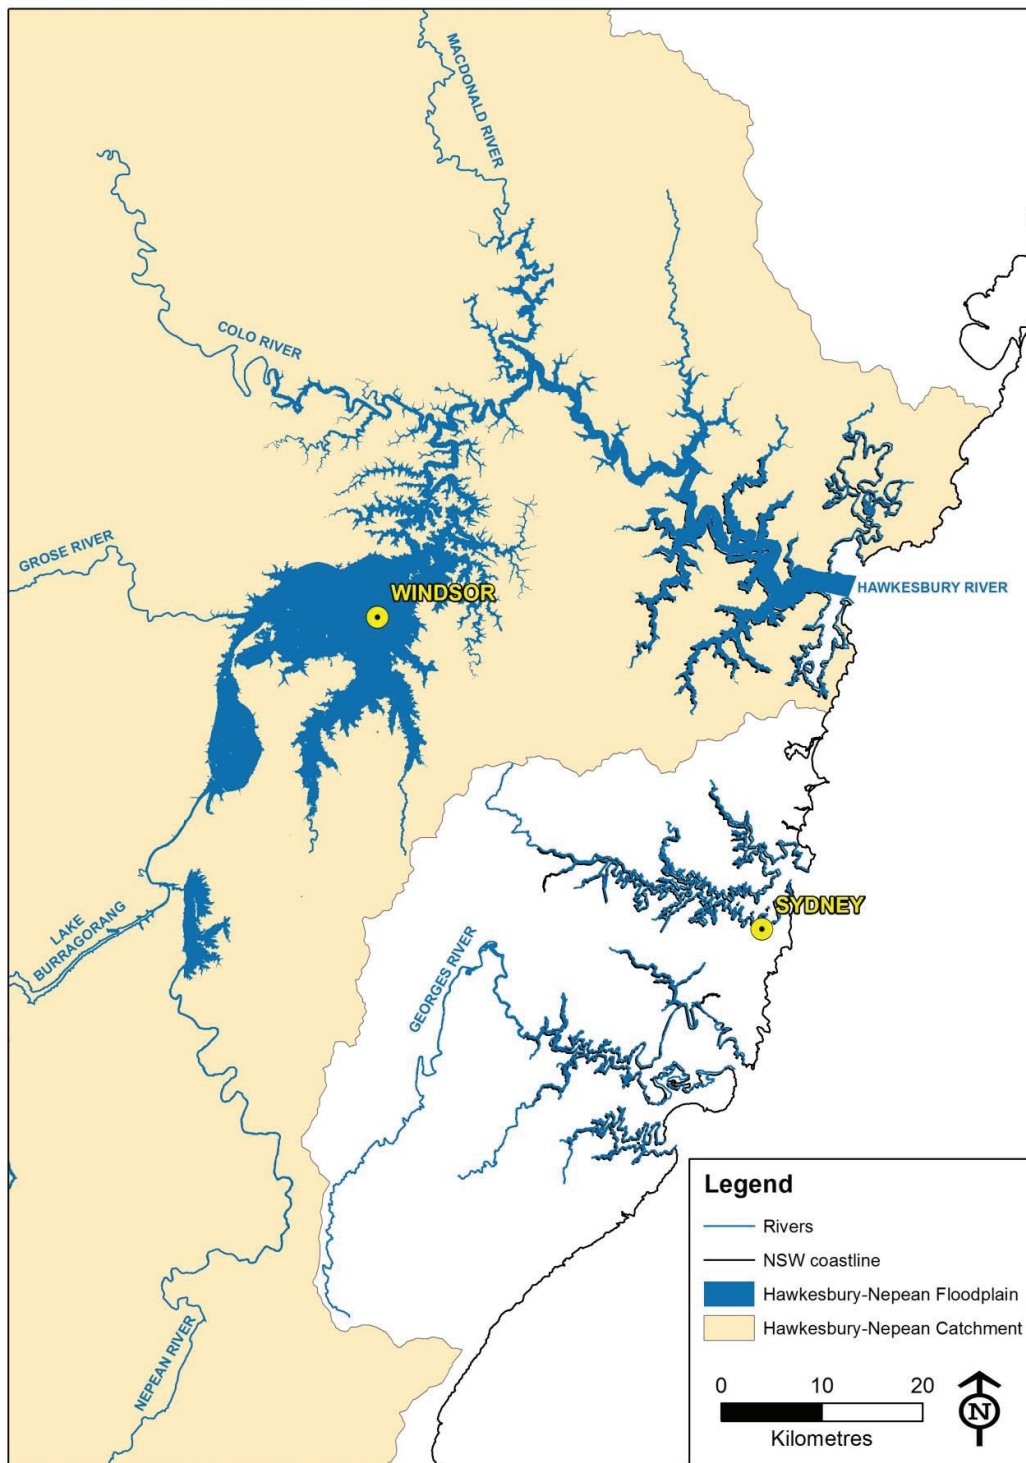 MACDONALD RIVER
COLO RIVER
GROSE RIVER
WINDSOR
HAWKESBURY RIVER
LAKE
BURRAGORANG
SYDNEY
GEORGES RIVER
NEPEAN RIVER
Legend
Rivers
NSW coastline
Hawkesbury-Nepean Floodplain
Hawkesbury-Nepean Catchment
0 10 20
Kilometres
N